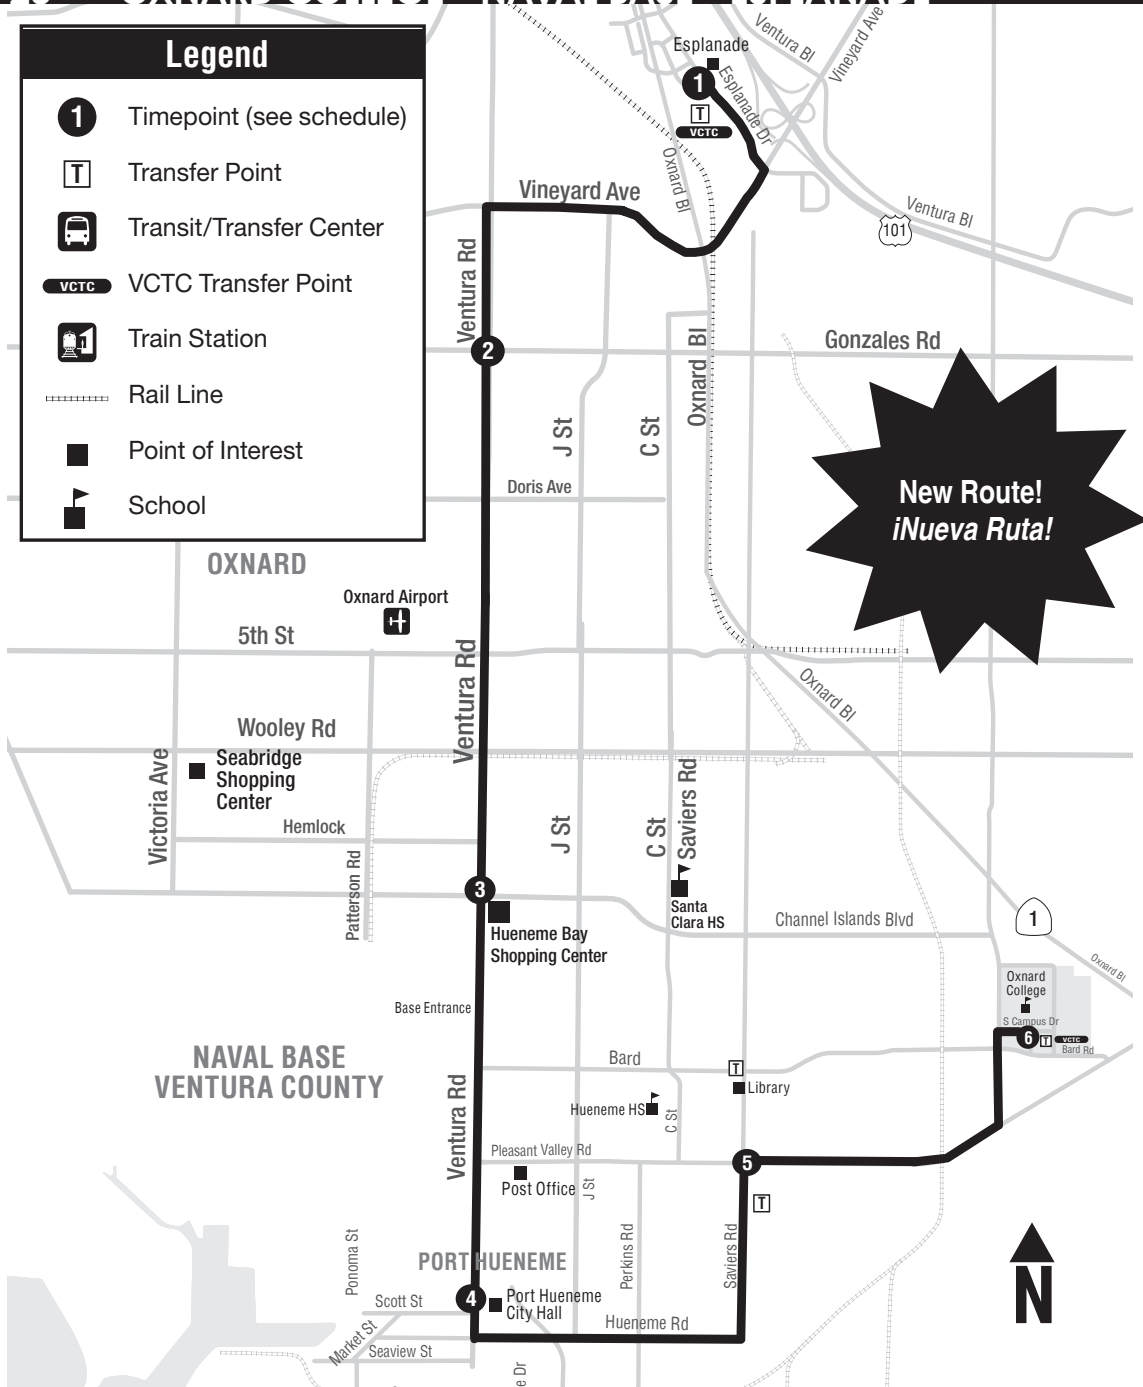 Legend
1 Timepoint (see schedule)
T Transfer Point
Transit/Transfer Center
VCTC VCTC Transfer Point
Train Station
Rail Line
Point of Interest
School
Esplanade
1
T
VCTC
Esplanade Dr
Ventura Bl
Vineyard Ave
Oxnard Bl
Vineyard Ave
Ventura Bl
101
Ventura Rd
2
Gonzales Rd
Oxnard Bl
J St
C St
Doris Ave
New Route!
¡Nueva Ruta!
OXNARD
Oxnard Airport
5th St
Ventura Rd
Oxnard Bl
Wooley Rd
Seabridge
Shopping
Center
Victoria Ave
Hemlock
Patterson Rd
J St
C St
Saviers Rd
3
Santa
Clara HS
Hueneme Bay
Shopping Center
Channel Islands Blvd
1
Oxnard Bl
Oxnard
College
S Campus Dr
6
T
VCTC
Bard Rd
Base Entrance
NAVAL BASE
VENTURA COUNTY
Bard
T
Library
Hueneme HS
C St
Ventura Rd
Pleasant Valley Rd
5
Post Office
J St
T
Ponoma St
PORT HUENEME
Perkins Rd
Saviers Rd
Scott St
4
Port Hueneme
City Hall
Hueneme Rd
Market St
Seaview St
e Dr
N